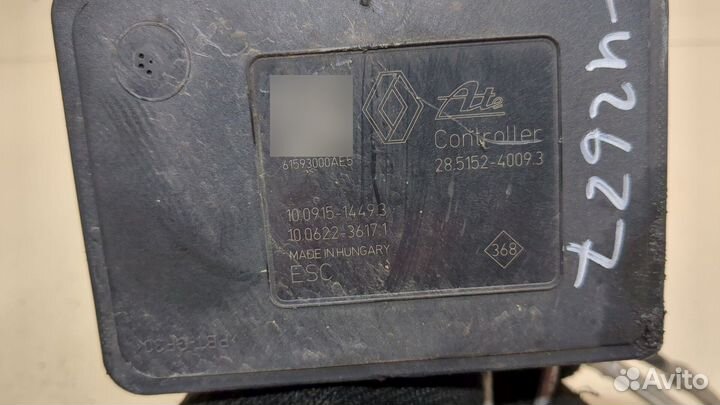 Ate
Controller
28.5152-4009.3
61593000AE5
10.0915-1449.3
10.0622-3617.1
MADE IN HUNGARY
ESC
368
Avito